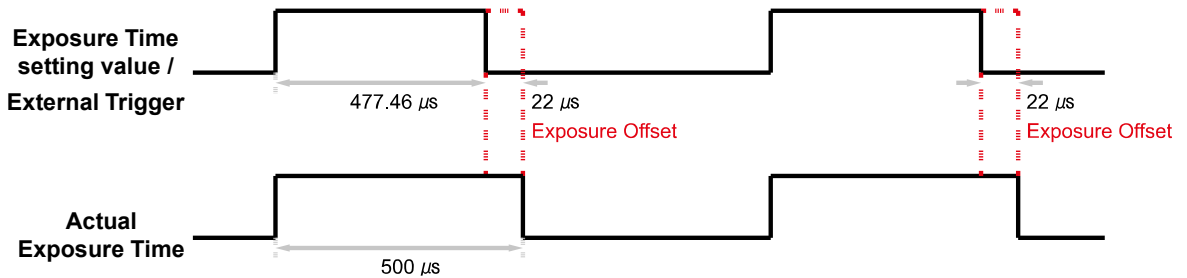 Exposure Time
setting value /
External Trigger
477.46 μs
22 μs
Exposure Offset
22 μs
Exposure Offset
Actual
Exposure Time
500 μs